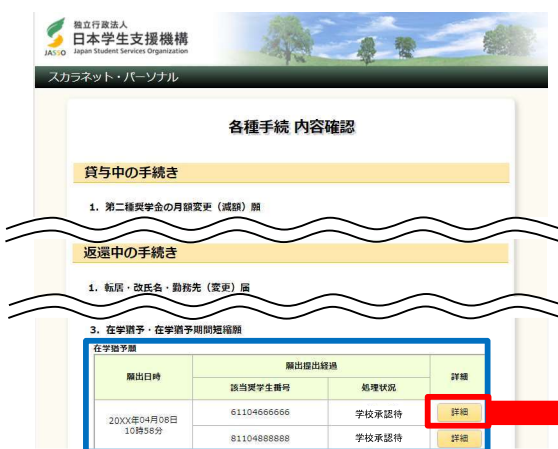 独立行政法人
日本学生支援機構
JASSO Japan Student Services Organization
スカラネット・パーソナル
各種手続 内容確認
貸与中の手続き
1. 第二種奨学金の月額変更（減額）願
返還中の手続き
1. 転居・改氏名・勤務先（変更）届
3. 在学猶予・在学猶予期間短縮願
在学猶予願
願出日時 願出提出経過 詳細
該当奨学生番号 処理状況
20XX年04月08日
10時58分
61104666666 学校承認待 詳細
81104888888 学校承認待 詳細